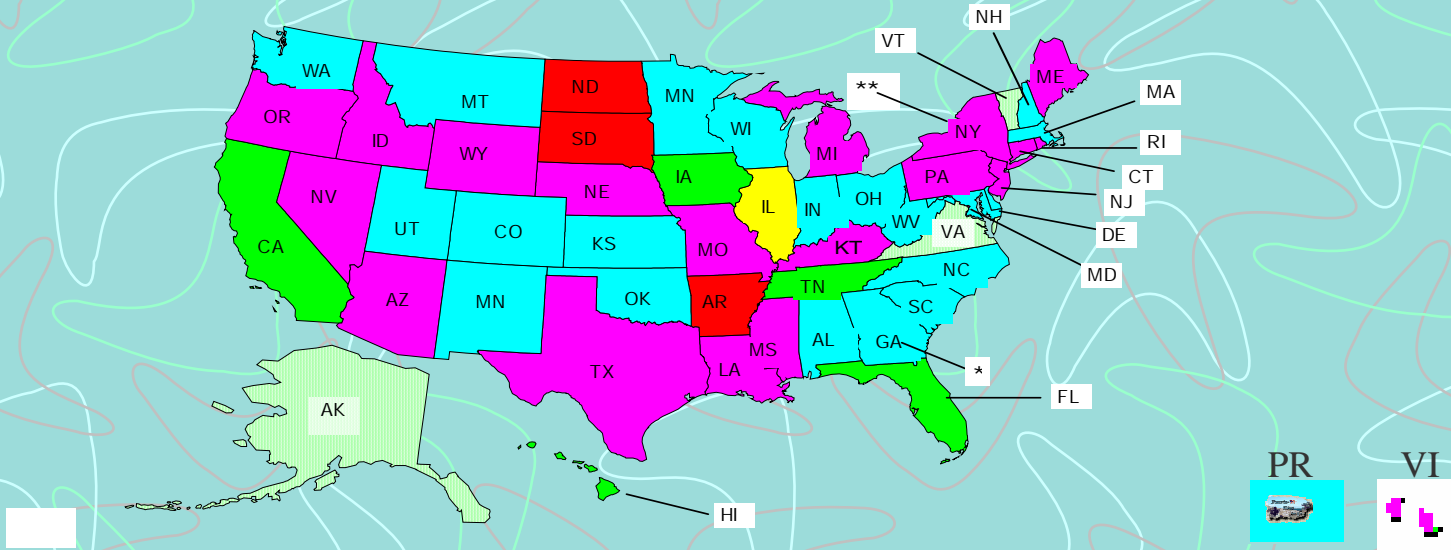 NH
VT
WA
ND
ME
**
MT
MN
MA
OR
NY
WI
SD
ID
WY
MI
RI
IA
PA
CT
NE
NV
OH
NJ
IL
IN
UT
CO
WV
VA
DE
KS
CA
MO
KT
NC
MD
TN
AZ
MN
OK
AR
SC
AL
GA
MS
TX
LA
*
FL
AK
PR
VI
HI